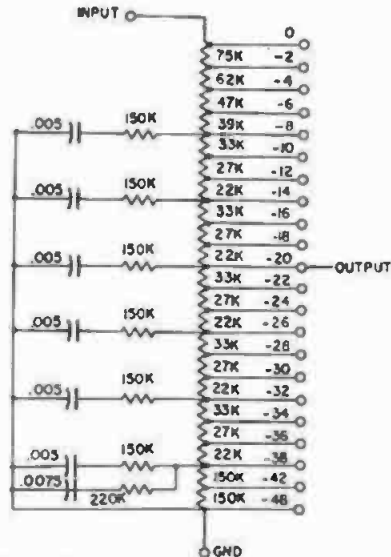 INPUT
0
75K -2
62K -4
47K -6
.005 150K 39K -8
33K -10
27K -12
.005 150K 22K -14
33K -16
27K -18
.005 150K 22K -20 OUTPUT
33K -22
27K -24
.005 150K 22K -26
33K -28
27K -30
.005 150K 22K -32
33K -34
27K -36
.005 150K 22K -38
.0075 150K -42
220K 150K -48
GND